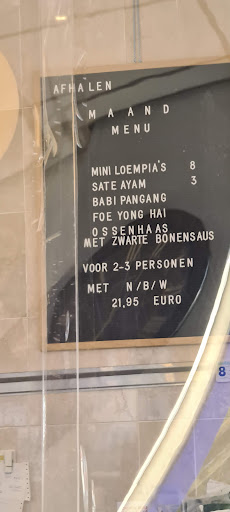 AFHALEN
MAAND
MENU
MINI LOEMPIA'S 8
SATE AYAM 3
BABI PANGANG
FOE YONG HAI
OSSENHAAS
MET ZWARTE BONENSAUS
VOOR 2-3 PERSONEN
MET N/B/W
21,95 EURO
8